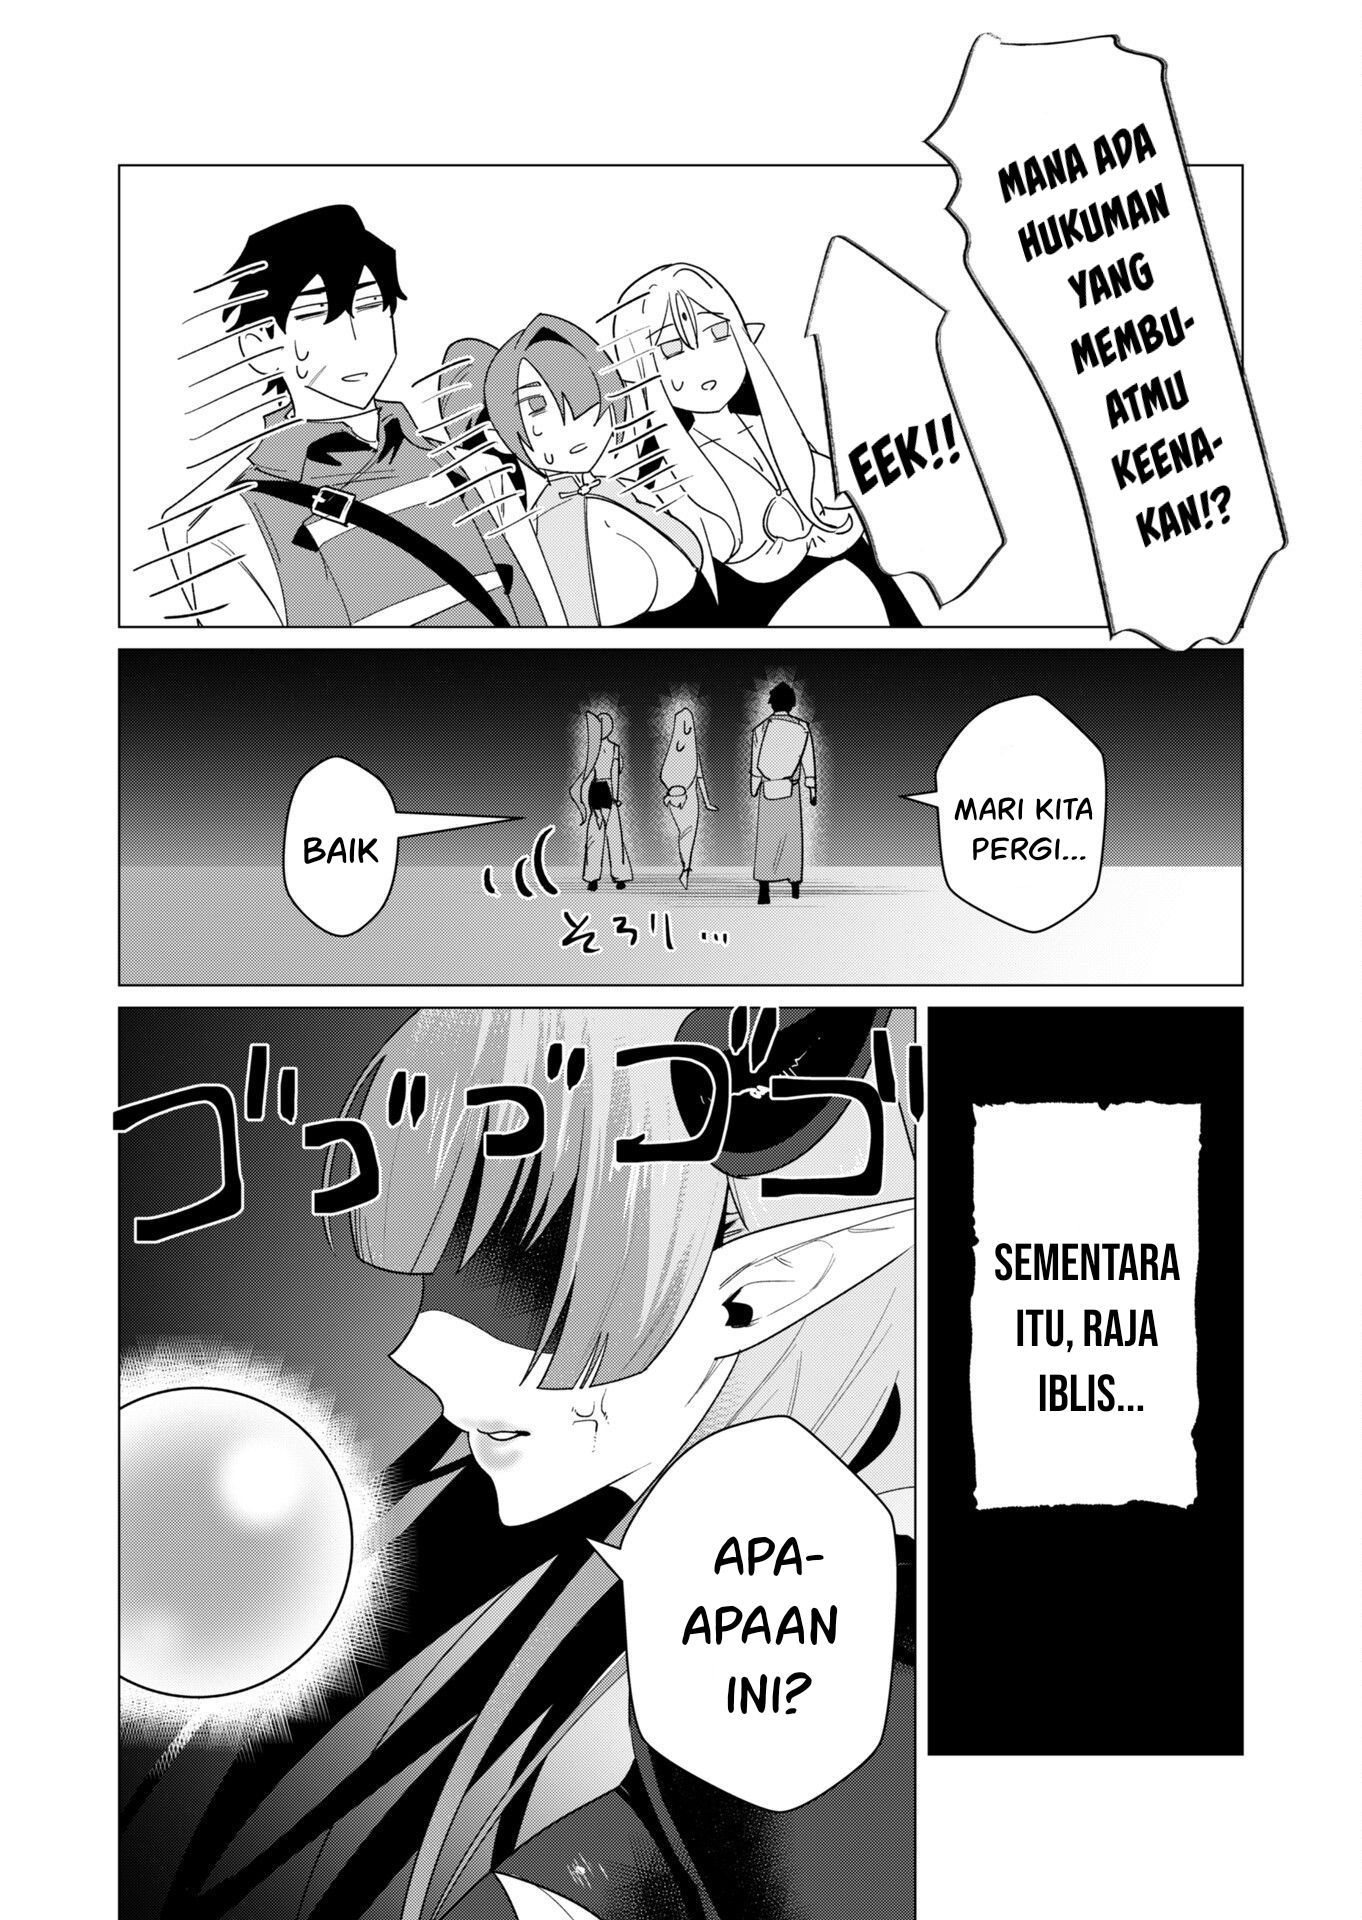 MANA ADA
HUKUMAN
YANG
MEMBU-
ATMU
KEENA-
KAN!?
EEK!!
MARI KITA
PERGI...
BAIK
そろり...
SEMENTARA
ITU, RAJA
IBLIS...
ゴゴゴゴゴ
APA-
APAAN
INI?